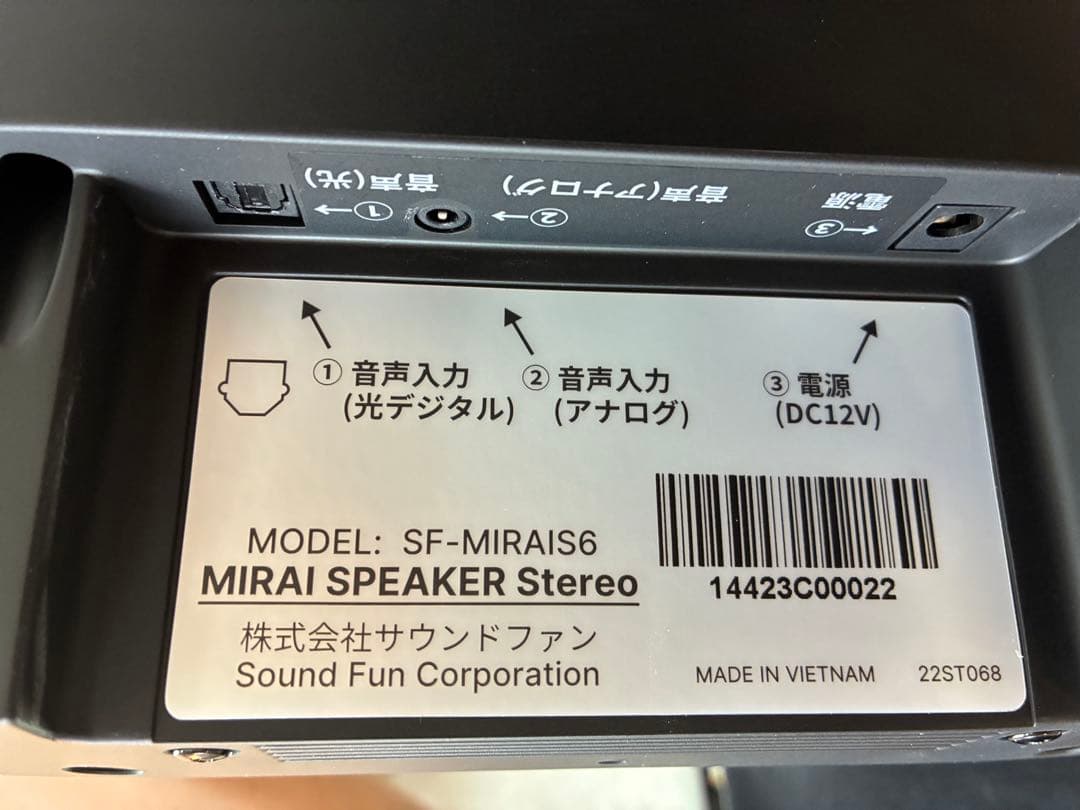 音声(光)
①
音声(アナログ)
②
電源
③
① 音声入力
(光デジタル)
② 音声入力
(アナログ)
③ 電源
(DC12V)
14423C00022
MODEL: SF-MIRAIS6
MIRAI SPEAKER Stereo
株式会社サウンドファン
Sound Fun Corporation
MADE IN VIETNAM 22ST068